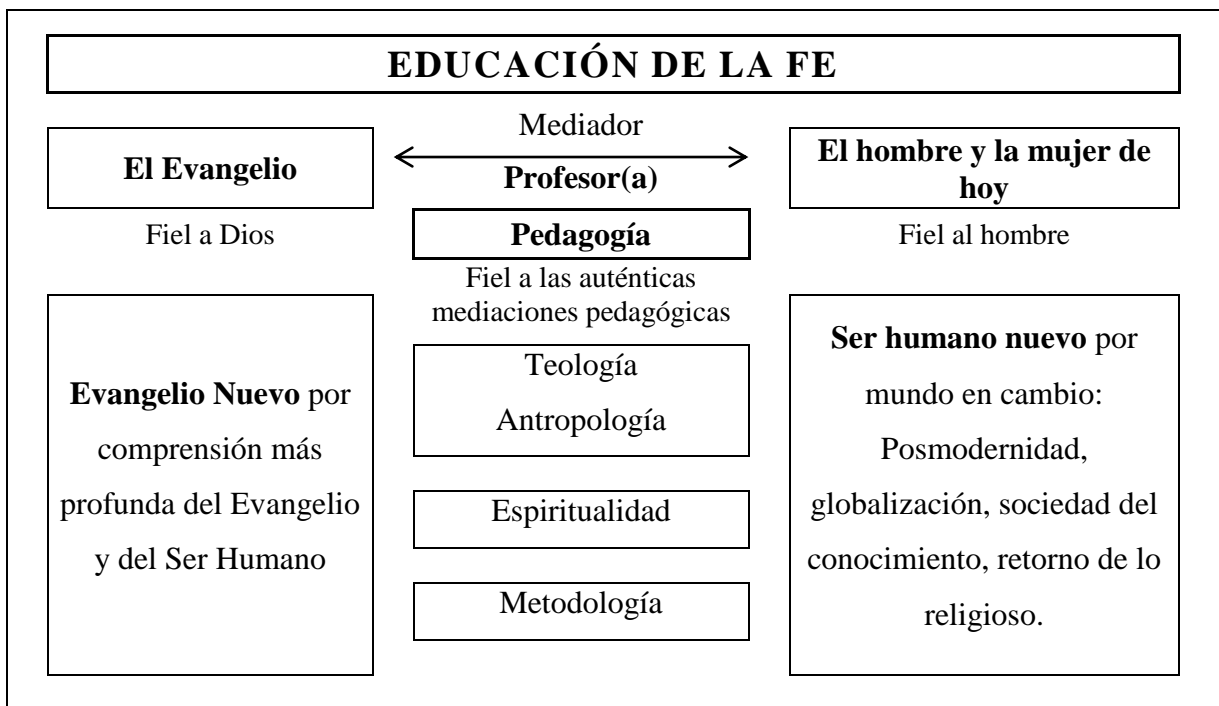 EDUCACIÓN DE LA FE
El Evangelio
Fiel a Dios
Evangelio Nuevo por
comprensión más
profunda del Evangelio
y del Ser Humano
Mediador
Profesor(a)
Pedagogía
Fiel a las auténticas
mediaciones pedagógicas
Teología
Antropología
Espiritualidad
Metodología
El hombre y la mujer de
hoy
Fiel al hombre
Ser humano nuevo por
mundo en cambio:
Posmodernidad,
globalización, sociedad del
conocimiento, retorno de lo
religioso.